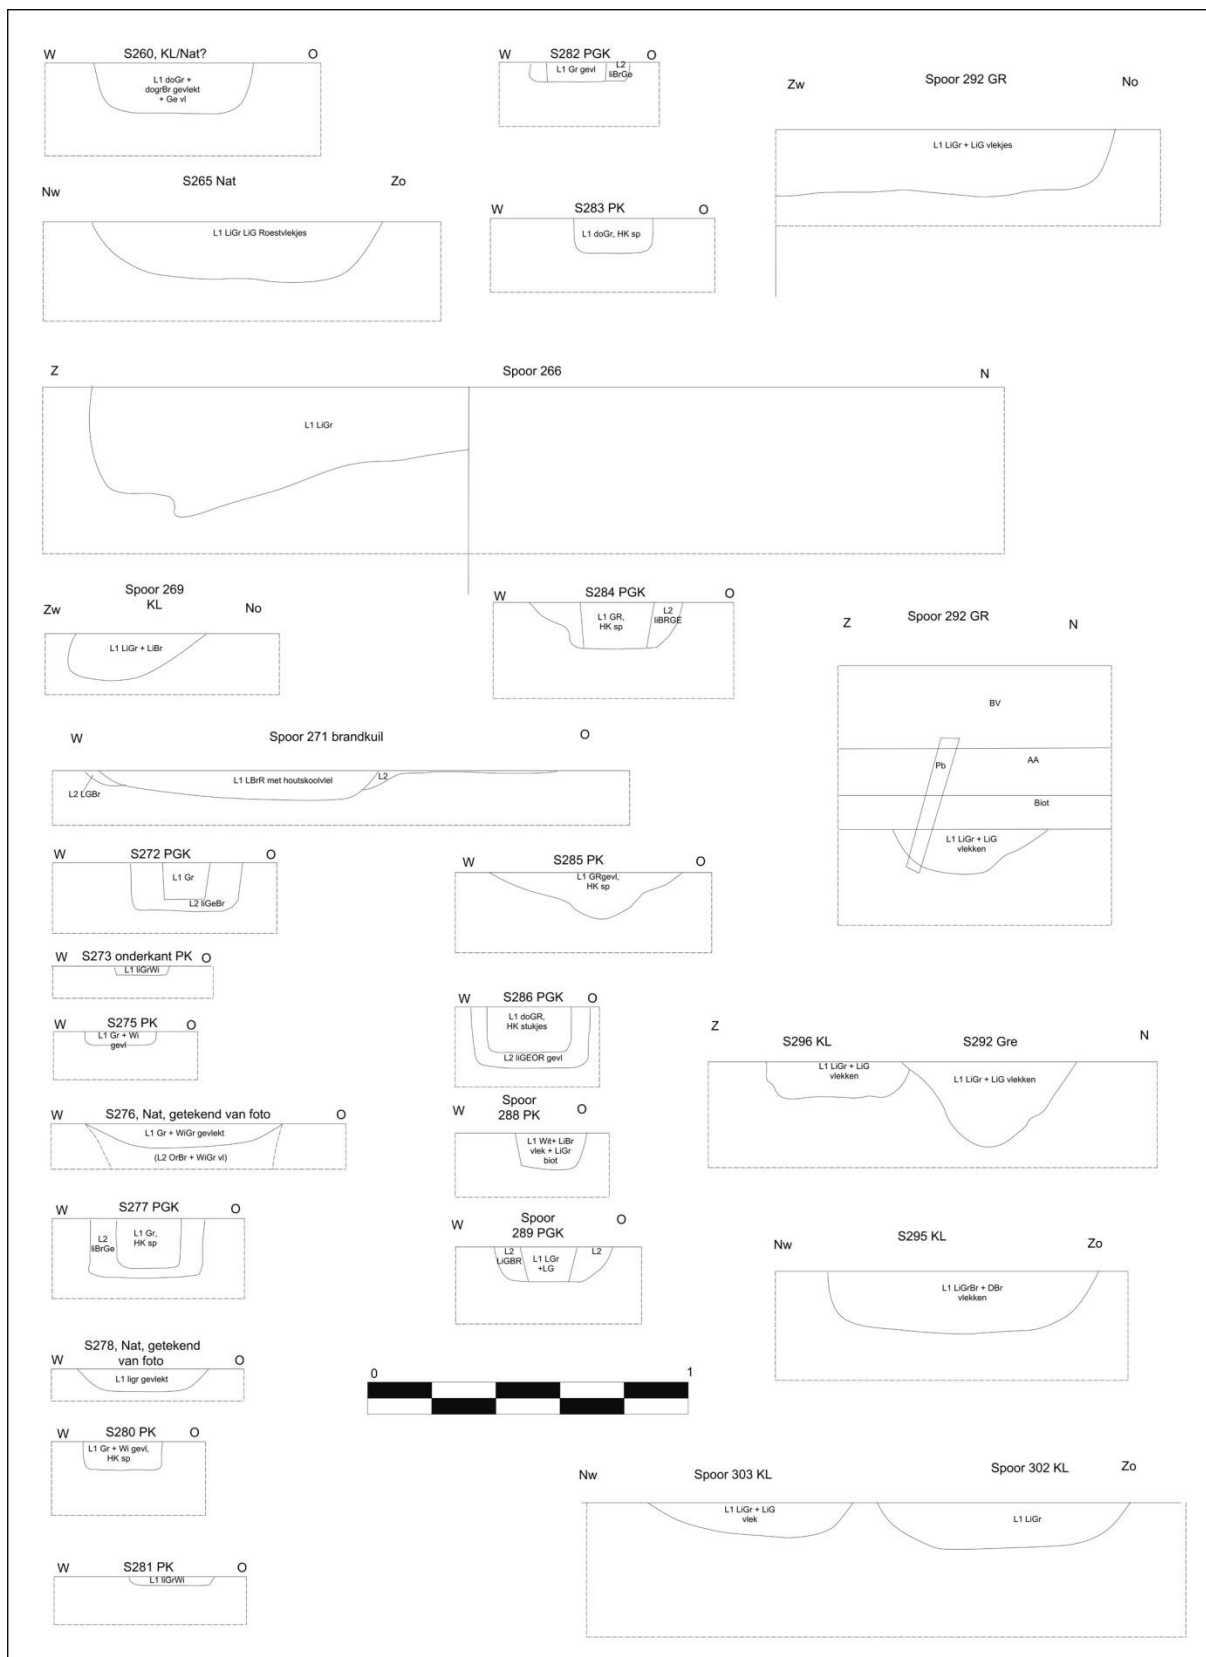 S260, KL/Nat?
W
O
L1 doGr +
dogrBr gevlekt
+ Ge vl
S282 PGK
W
O
L1 Gr gevl
L2
liBrGe
Spoor 292 GR
Zw
No
L1 LiGr + LiG vlekjes
S265 Nat
Nw
Zo
L1 LiGr LiG Roestvlekjes
S283 PK
W
O
L1 doGr, HK sp
Z
Spoor 266
N
L1 LiGr
Spoor 269
KL
Zw
No
L1 LiGr + LiBr
S284 PGK
W
O
L1 GR,
HK sp
L2
liBRGE
Spoor 292 GR
Z
N
BV
AA
Pb
Biot
L1 LiGr + LiG
vlekken
Spoor 271 brandkuil
W
O
L1 LBrR met houtskoolvlel
L2
L2 LGBr
S272 PGK
W
O
L1 Gr
L2 liGeBr
S285 PK
W
O
L1 GRgevl,
HK sp
S273 onderkant PK
W
O
L1 liGrWi
S275 PK
W
O
L1 Gr + Wi
gevl
S286 PGK
W
O
L1 doGR,
HK stukjes
L2 liGEOR gevl
Z
S296 KL
S292 Gre
N
L1 LiGr + LiG
vlekken
L1 LiGr + LiG vlekken
S276, Nat, getekend van foto
W
O
L1 Gr + WiGr gevlekt
(L2 OrBr + WiGr vl)
Spoor
288 PK
W
O
L1 Wit+ LiBr
vlek + LiGr
biot
S277 PGK
W
O
L2
liBrGe
L1 Gr,
HK sp
Spoor
289 PGK
W
O
L2
LiGBR
L1 LGr
+LG
L2
S295 KL
Nw
Zo
L1 LiGrBr + DBr
vlekken
S278, Nat, getekend
van foto
W
O
L1 ligr gevlekt
0
1
S280 PK
W
O
L1 Gr + Wi gevl,
HK sp
Nw
Spoor 303 KL
Spoor 302 KL
Zo
L1 LiGr + LiG
vlek
L1 LiGr
S281 PK
W
O
L1 liGrWi